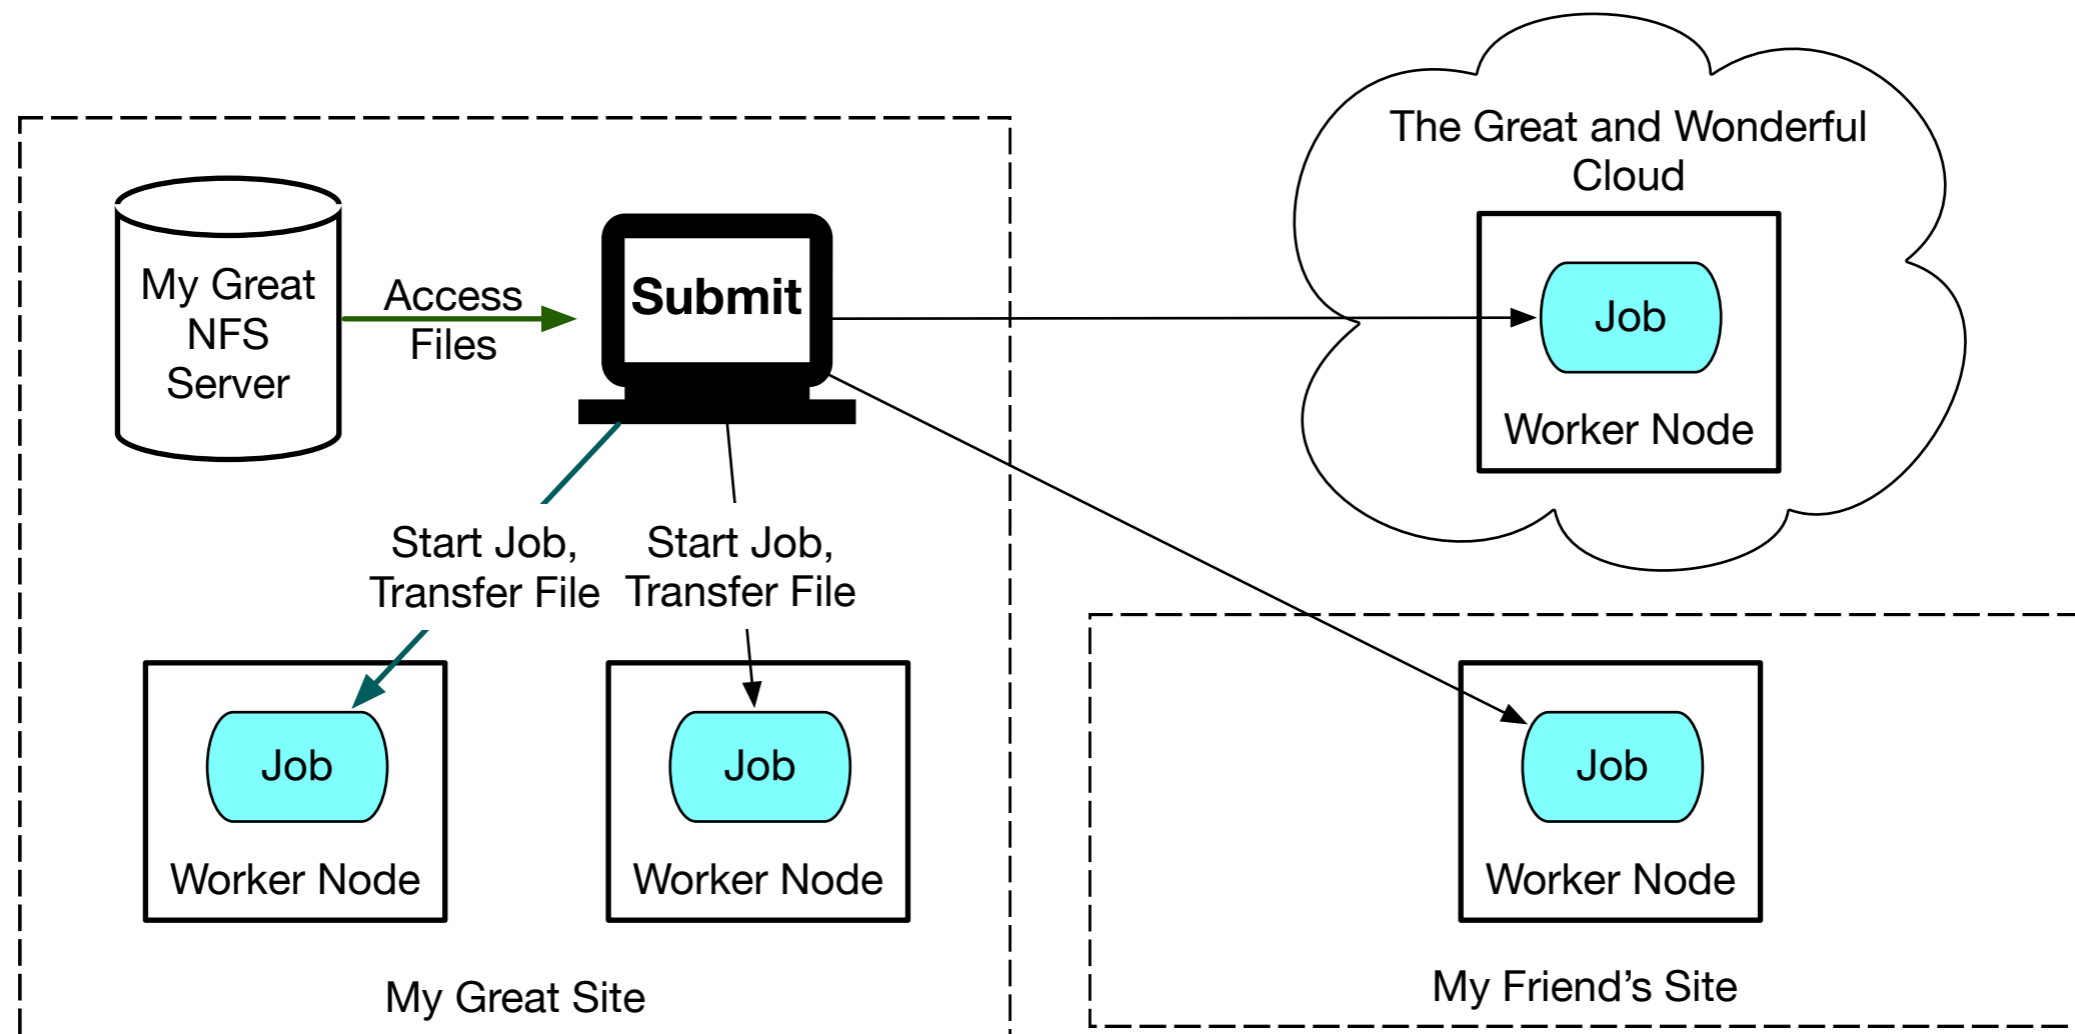 The Great and Wonderful
Cloud
Job
Worker Node
My Great
NFS
Server
Access
Files
Submit
Start Job,
Transfer File
Start Job,
Transfer File
Job
Worker Node
Job
Worker Node
My Great Site
Job
Worker Node
My Friend's Site